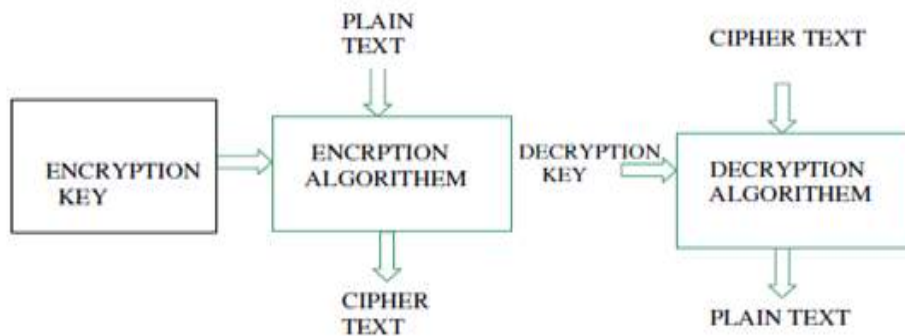 PLAIN
TEXT
CIPHER TEXT
ENCRYPTION
KEY
ENCRPTION
ALGORITHEM
DECRYPTION
KEY
DECRYPTION
ALGORITHEM
CIPHER
TEXT
PLAIN TEXT